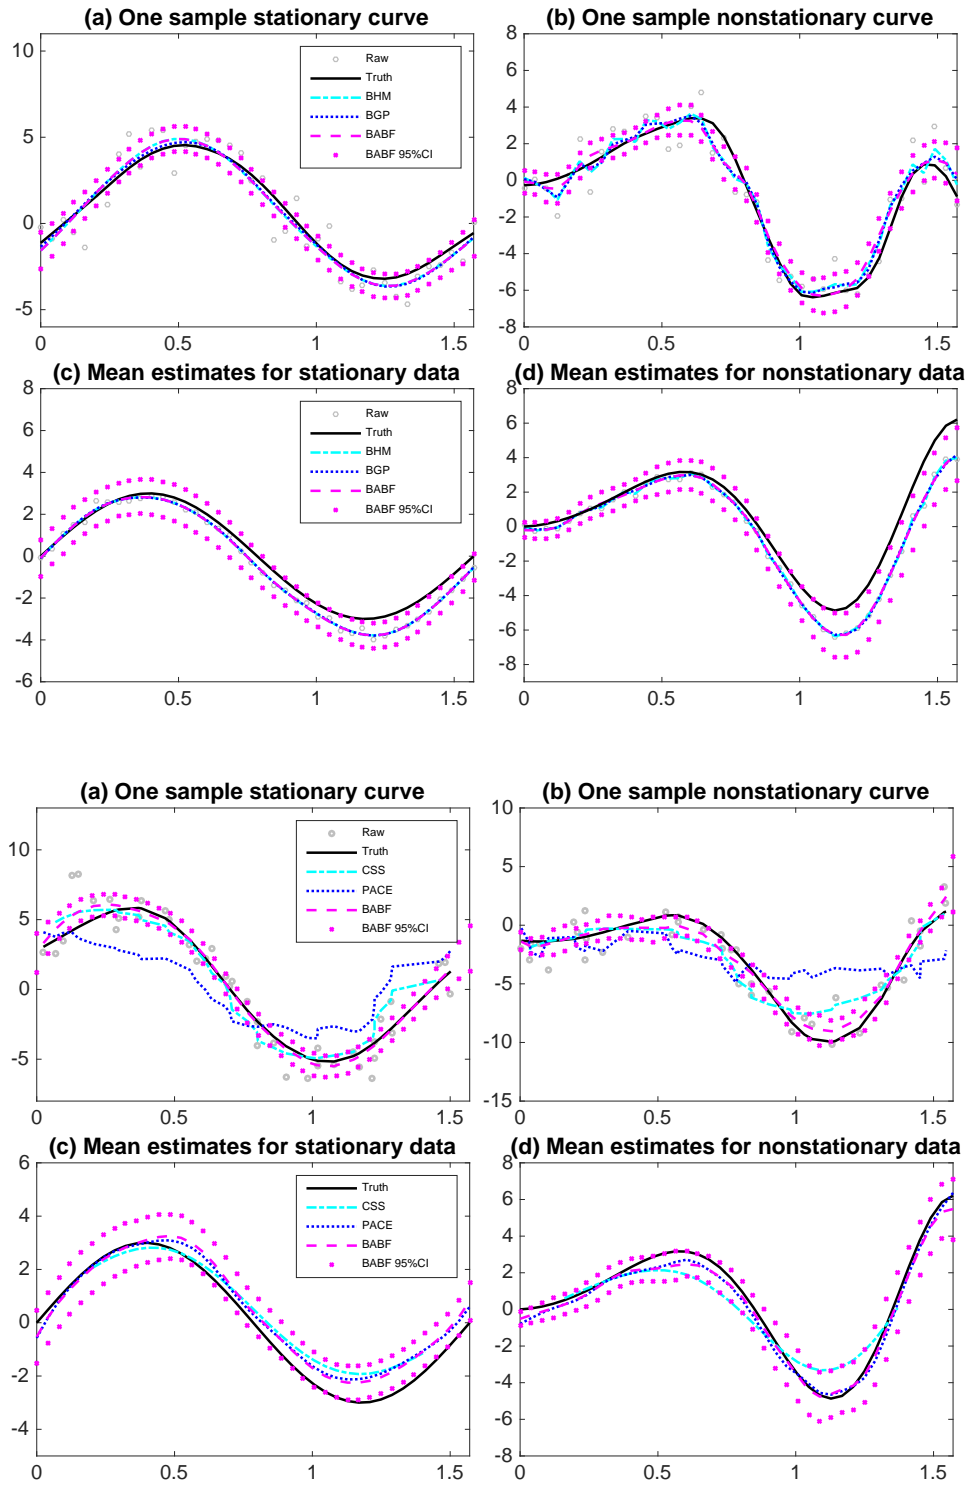 (a) One sample stationary curve
10
5
0
-5
0
0.5
1
1.5
Raw
Truth
BHM
BGP
BABF
BABF 95%CI
(b) One sample nonstationary curve
8
6
4
2
0
-2
-4
-6
-8
0
0.5
1
1.5
(c) Mean estimates for stationary data
8
6
4
2
0
-2
-4
-6
0
0.5
1
1.5
Raw
Truth
BHM
BGP
BABF
BABF 95%CI
(d) Mean estimates for nonstationary data
8
6
4
2
0
-2
-4
-6
-8
0
0.5
1
1.5
(a) One sample stationary curve
10
5
0
-5
0
0.5
1
1.5
Raw
Truth
CSS
PACE
BABF
BABF 95%CI
(b) One sample nonstationary curve
10
5
0
-5
-10
-15
0
0.5
1
1.5
(c) Mean estimates for stationary data
6
4
2
0
-2
-4
0
0.5
1
1.5
Truth
CSS
PACE
BABF
BABF 95%CI
(d) Mean estimates for nonstationary data
8
6
4
2
0
-2
-4
-6
-8
0
0.5
1
1.5